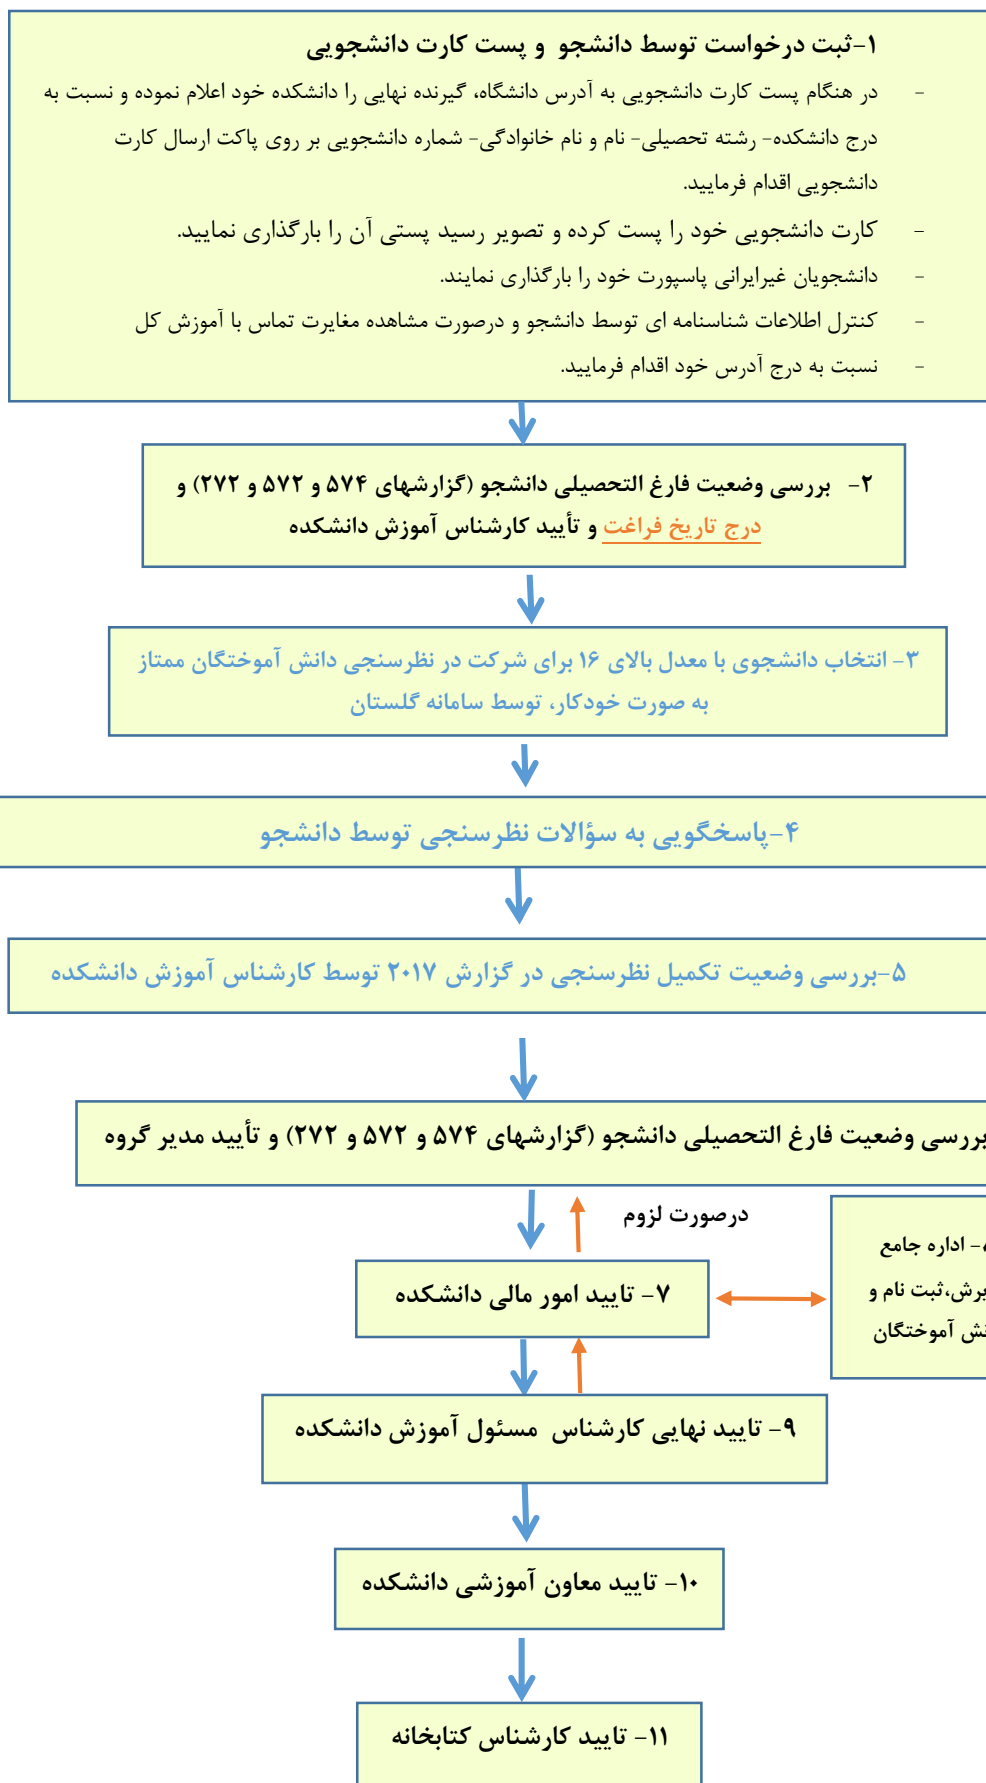 ۱-ثبت درخواست توسط دانشجو و پست کارت دانشجویی
- در هنگام پست کارت دانشجویی به آدرس دانشگاه، گیرنده نهایی را دانشکده خود اعلام نموده و نسبت به
درج دانشکده- رشته تحصیلی- نام و نام خانوادگی- شماره دانشجویی بر روی پاکت ارسال کارت
دانشجویی اقدام فرمایید.
- کارت دانشجویی خود را پست کرده و تصویر رسید پستی آن را بارگذاری نمایید.
- دانشجویان غیرایرانی پاسپورت خود را بارگذاری نمایند.
- کنترل اطلاعات شناسنامه ای توسط دانشجو و درصورت مشاهده مغایرت تماس با آموزش کل
- نسبت به درج آدرس خود اقدام فرمایید.
۲- بررسی وضعیت فارغ التحصیلی دانشجو (گزارشهای ۵۷۴ و ۵۷۲ و ۲۷۲) و
درج تاریخ فراغت و تأیید کارشناس آموزش دانشکده
۳- انتخاب دانشجوی با معدل بالای ۱۶ برای شرکت در نظرسنجی دانش آموختگان ممتاز
به صورت خودکار، توسط سامانه گلستان
۴-پاسخگویی به سؤالات نظرسنجی توسط دانشجو
۵-بررسی وضعیت تکمیل نظرسنجی در گزارش ۲۰۱۷ توسط کارشناس آموزش دانشکده
بررسی وضعیت فارغ التحصیلی دانشجو (گزارشهای ۵۷۴ و ۵۷۲ و ۲۷۲) و تأیید مدیر گروه
درصورت لزوم
- اداره جامع
ثبت نام و
آموختگان
۷- تایید امور مالی دانشکده
۹- تایید نهایی کارشناس مسئول آموزش دانشکده
۱۰- تایید معاون آموزشی دانشکده
۱۱- تایید کارشناس کتابخانه